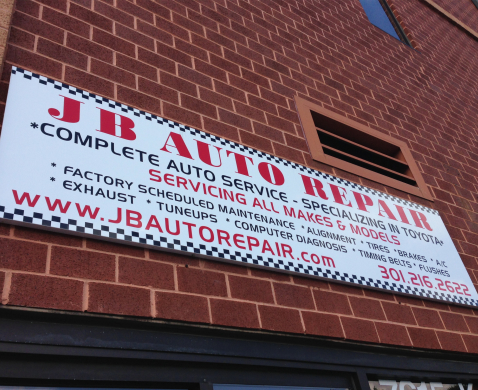 JB AUTO REPAIR
*COMPLETE AUTO SERVICE - SPECIALIZING IN TOYOTA*
SERVICING ALL MAKES & MODELS
* FACTORY SCHEDULED MAINTENANCE *ALIGNMENT * TIRES *BRAKES * A/C
* EXHAUST * TUNEUPS * COMPUTER DIAGNOSIS *TIMING BELTS * FLUSHES
WWW.JBAUTOREPAIR.com 301.216.2622